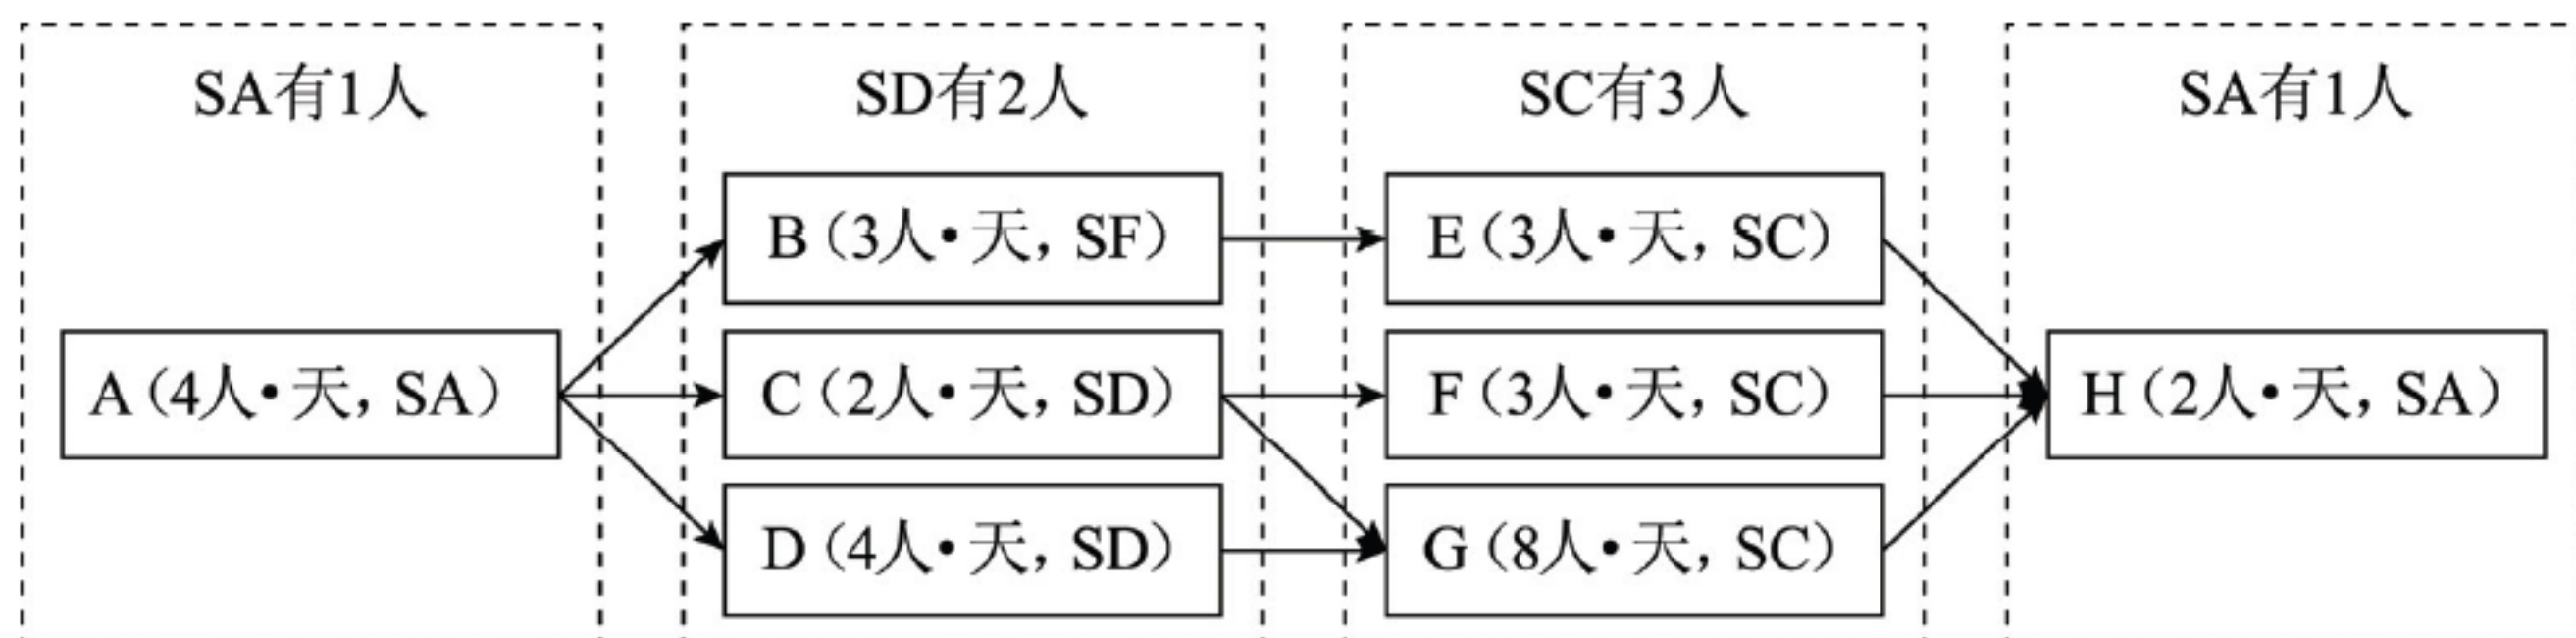 SA有1人
SD有2人
SC有3人
SA有1人
B（3人•天，SF）
E（3人•天，SC）
A（4人•天，SA）
C（2人•天，SD）
F（3人•天，SC）
H（2人•天，SA）
D（4人•天，SD）
G（8人•天，SC）